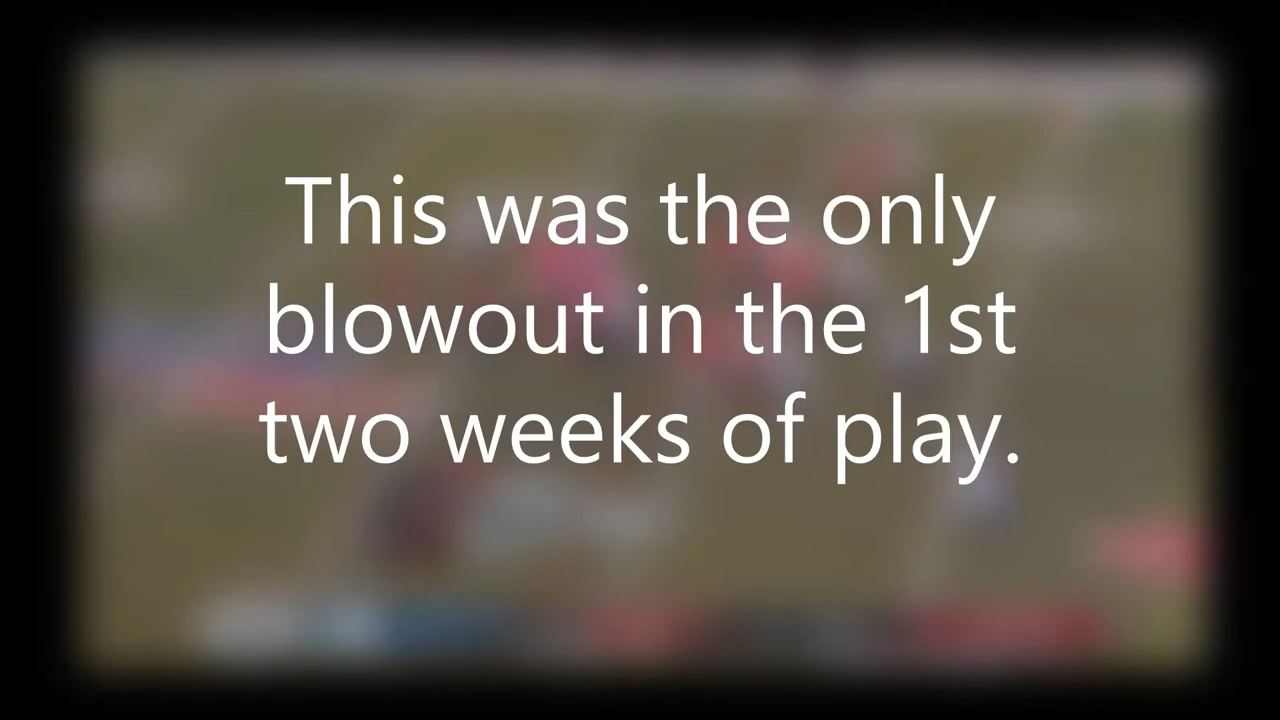 This was the only
blowout in the 1st
two weeks of play.